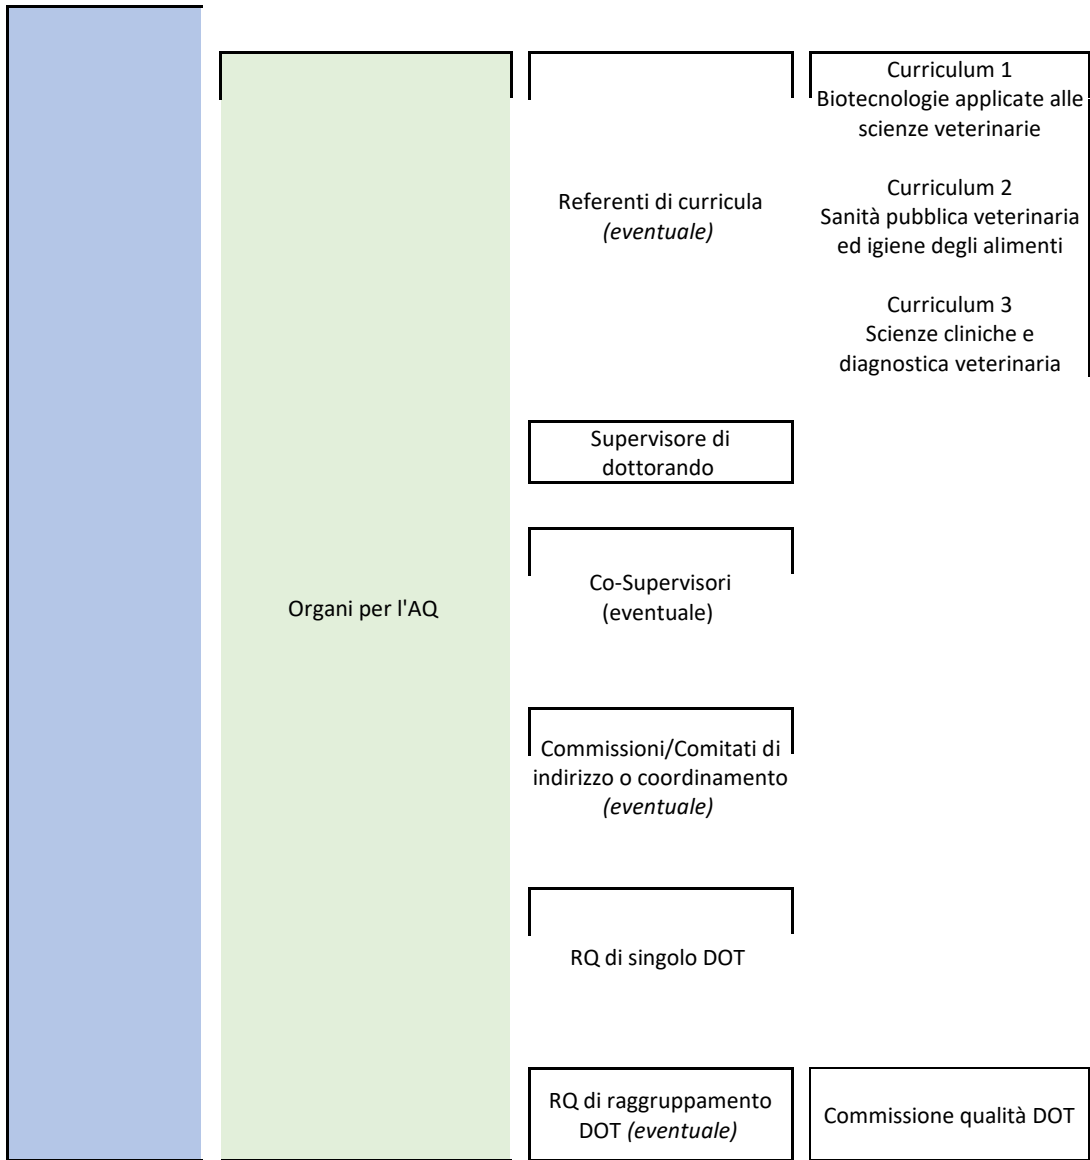 Curriculum 1
Biotecnologie applicate alle
scienze veterinarie
Referenti di curricula
(eventuale)
Curriculum 2
Sanità pubblica veterinaria
ed igiene degli alimenti
Curriculum 3
Scienze cliniche e
diagnostica veterinaria
Supervisore di
dottorando
Organi per l'AQ
Co-Supervisori
(eventuale)
Commissioni/Comitati di
indirizzo o coordinamento
(eventuale)
RQ di singolo DOT
RQ di raggruppamento
DOT (eventuale)
Commissione qualità DOT